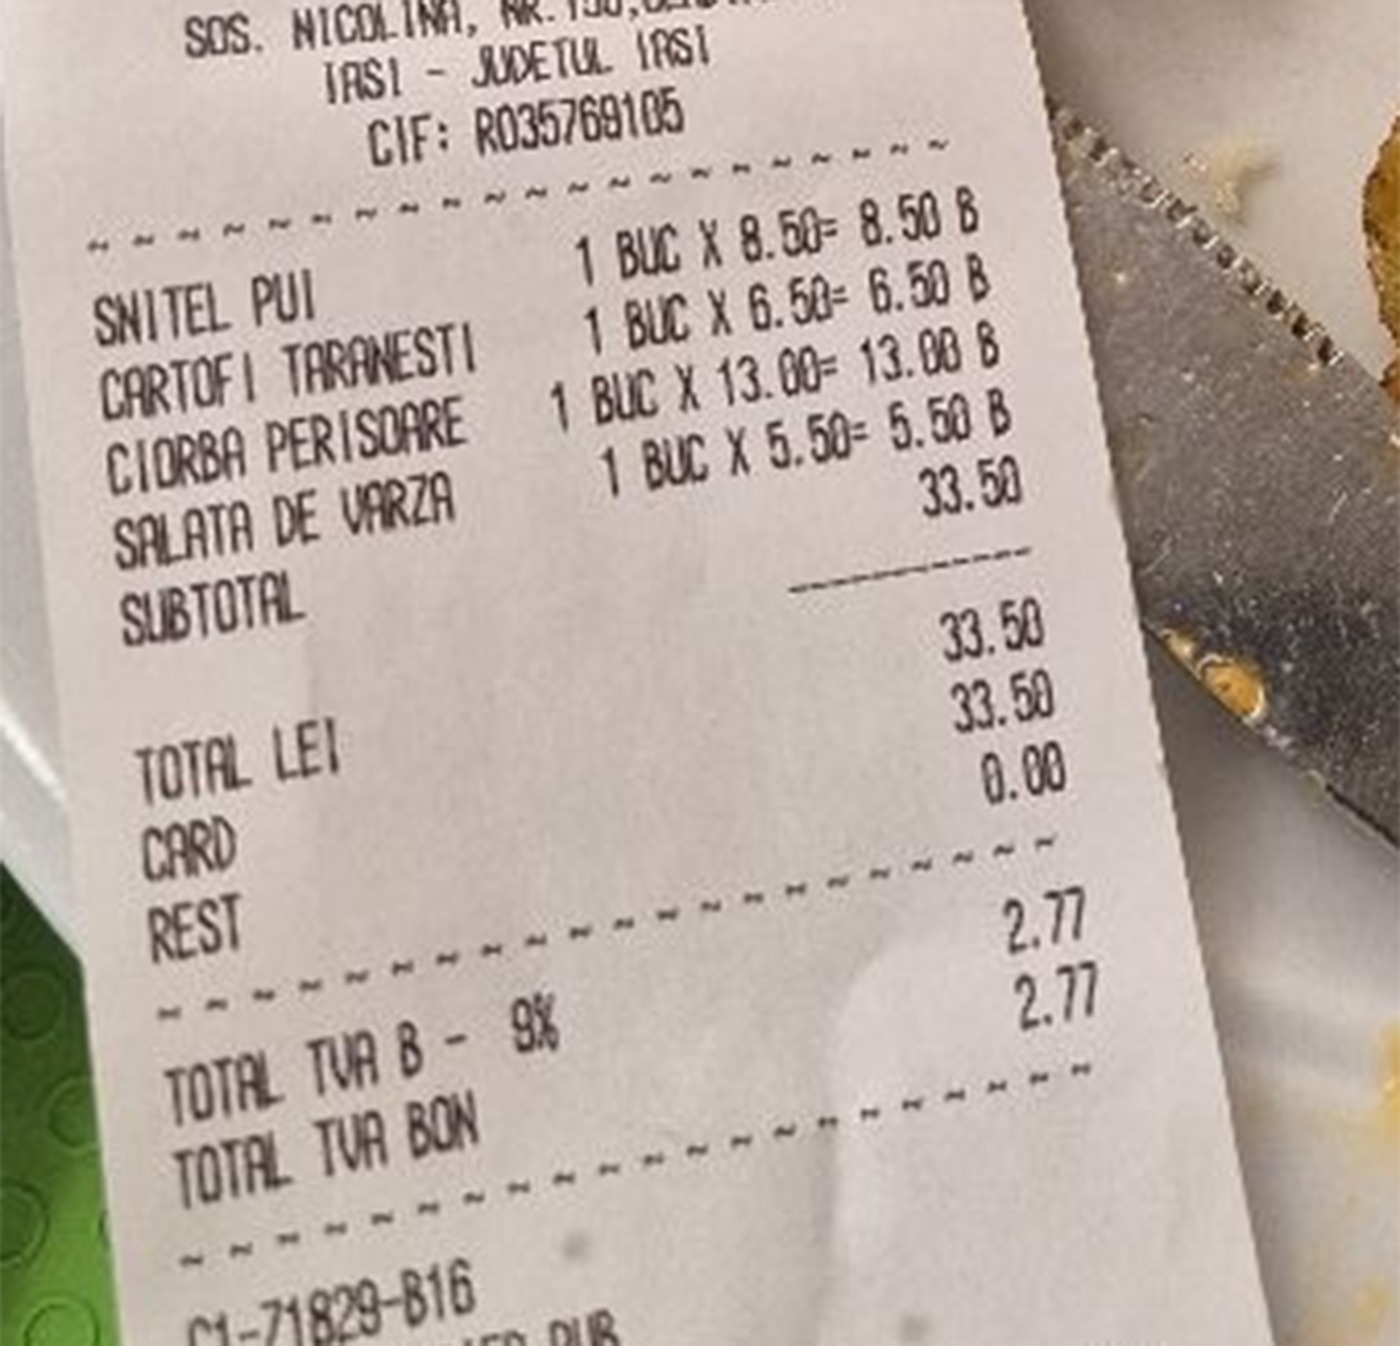 SOS. NICOLINA, NR.150,
IASI - JUDETUL IASI
CIF: RO35769105
~ ~ ~ ~ ~ ~ ~ ~ ~ ~ ~ ~ ~ ~ ~ ~ ~ ~ ~ ~ ~
1 BUC X 8.50= 8.50 B
SNITEL PUI
1 BUC X 6.50= 6.50 B
CARTOFI TARANESTI
1 BUC X 13.00= 13.00 B
CIORBA PERISOARE
1 BUC X 5.50= 5.50 B
SALATA DE VARZA
SUBTOTAL 33.50
-----------
TOTAL LEI 33.50
CARD 33.50
REST 0.00
~ ~ ~ ~ ~ ~ ~ ~ ~ ~ ~ ~ ~ ~ ~ ~ ~ ~ ~ ~ ~
TOTAL TVA B - 9% 2.77
TOTAL TVA BON 2.77
~ ~ ~ ~ ~ ~ ~ ~ ~ ~ ~ ~ ~ ~ ~ ~ ~ ~ ~ ~ ~
C1-71829-B16
PUB